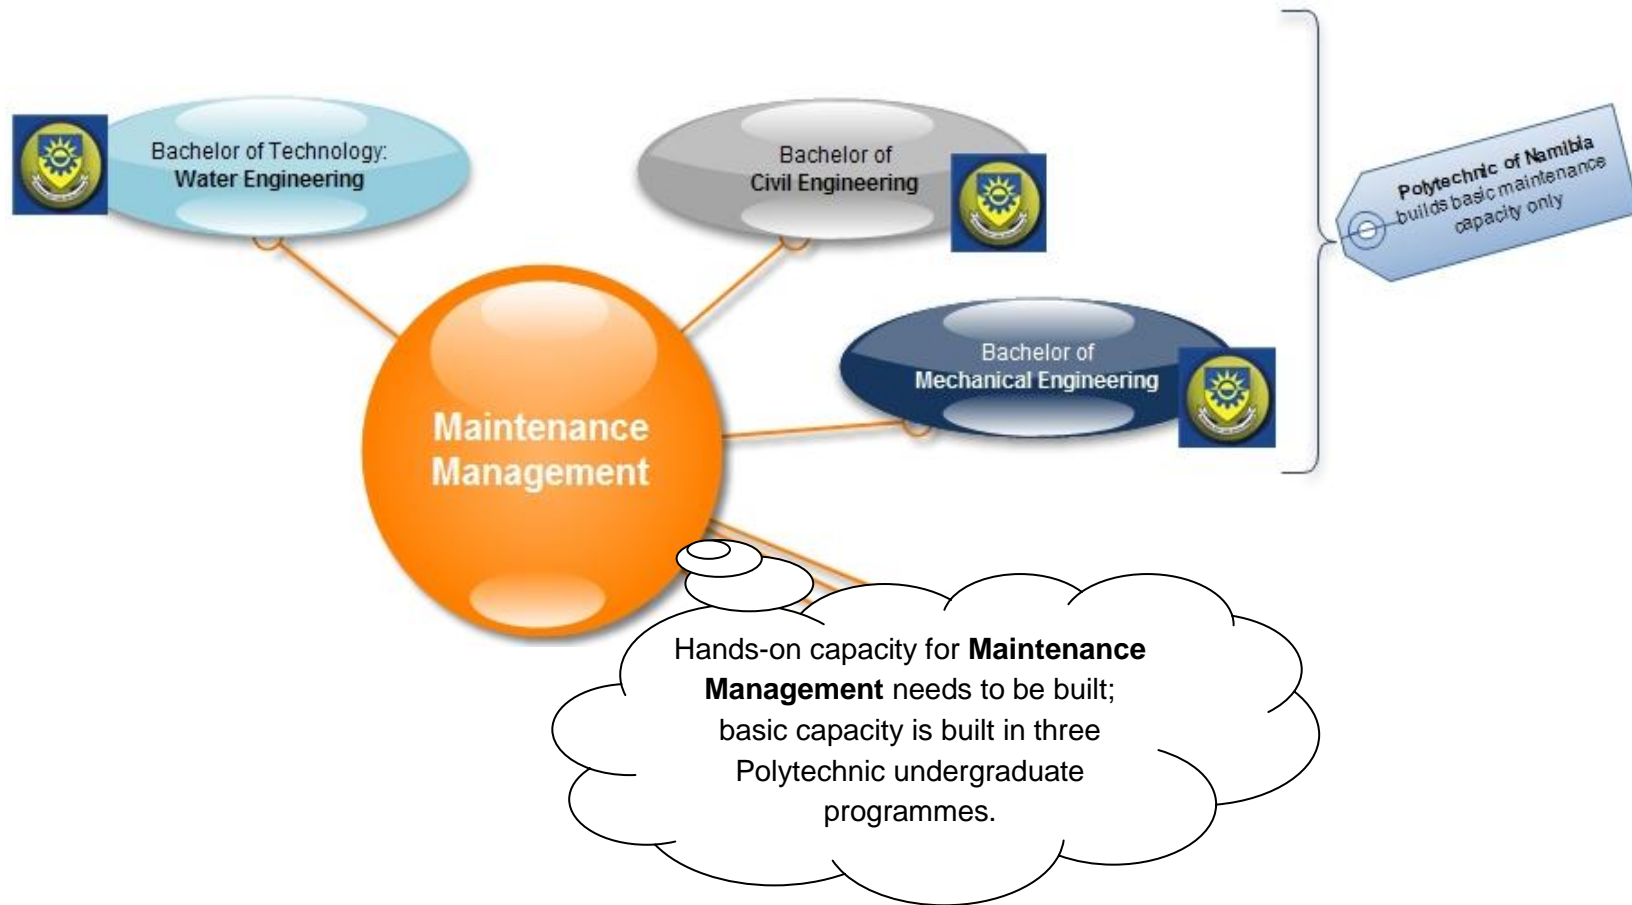 Bachelor of Technology:
Water Engineering
Bachelor of
Civil Engineering
Polytechnic of Namibia
builds basic maintenance
capacity only
Bachelor of
Mechanical Engineering
Maintenance
Management
Hands-on capacity for Maintenance
Management needs to be built;
basic capacity is built in three
Polytechnic undergraduate
programmes.